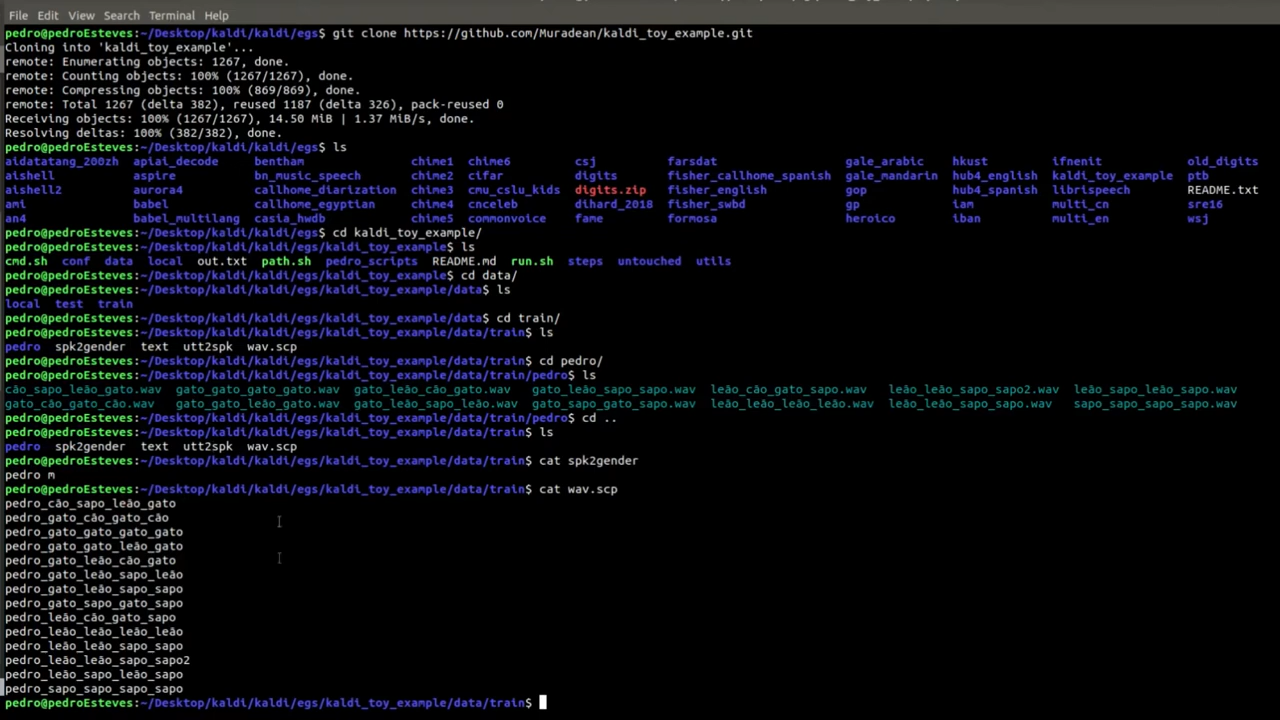 File Edit View Search Terminal Help
pedro@pedroEsteves:~/Desktop/kaldi/kaldi/egs$ git clone https://github.com/Muradean/kaldi_toy_example.git
Cloning into 'kaldi_toy_example'...
remote: Enumerating objects: 1267, done.
remote: Counting objects: 100% (1267/1267), done.
remote: Compressing objects: 100% (869/869), done.
remote: Total 1267 (delta 382), reused 1187 (delta 326), pack-reused 0
Receiving objects: 100% (1267/1267), 14.50 MiB | 1.37 MiB/s, done.
Resolving deltas: 100% (382/382), done.
pedro@pedroEsteves:~/Desktop/kaldi/kaldi/egs$ ls
aidatatang_200zh apiai_decode bentham chime1 chime6 csj farsdat gale_arabic hkust ifnenit old_digits
aishell aspire bn_music_speech chime2 cifar digits fisher_callhome_spanish gale_mandarin hub4_english kaldi_toy_example ptb
aishell2 aurora4 callhome_diarization chime3 cmu_cslu_kids digits.zip fisher_english gop hub4_spanish librispeech README.txt
ami babel callhome_egyptian chime4 cnceleb dihard_2018 fisher_swbd gp iam multi_cn sre16
an4 babel_multilang casia_hwdb chime5 commonvoice fame formosa heroico iban multi_en wsj
pedro@pedroEsteves:~/Desktop/kaldi/kaldi/egs$ cd kaldi_toy_example/
pedro@pedroEsteves:~/Desktop/kaldi/kaldi/egs/kaldi_toy_example$ ls
cmd.sh conf data local out.txt path.sh pedro_scripts README.md run.sh steps untouched utils
pedro@pedroEsteves:~/Desktop/kaldi/kaldi/egs/kaldi_toy_example$ cd data/
pedro@pedroEsteves:~/Desktop/kaldi/kaldi/egs/kaldi_toy_example/data$ ls
local test train
pedro@pedroEsteves:~/Desktop/kaldi/kaldi/egs/kaldi_toy_example/data$ cd train/
pedro@pedroEsteves:~/Desktop/kaldi/kaldi/egs/kaldi_toy_example/data/train$ ls
pedro spk2gender text utt2spk wav.scp
pedro@pedroEsteves:~/Desktop/kaldi/kaldi/egs/kaldi_toy_example/data/train$ cd pedro/
pedro@pedroEsteves:~/Desktop/kaldi/kaldi/egs/kaldi_toy_example/data/train/pedro$ ls
cão_sapo_leão_gato.wav gato_gato_gato_gato.wav gato_leão_cão_gato.wav gato_leão_sapo_sapo.wav leão_cão_gato_sapo.wav leão_leão_sapo_sapo2.wav leão_sapo_leão_sapo.wav
gato_cão_gato_cão.wav gato_gato_leão_gato.wav gato_leão_sapo_leão.wav gato_sapo_gato_sapo.wav leão_leão_leão_leão.wav leão_leão_sapo_sapo.wav sapo_sapo_sapo_sapo.wav
pedro@pedroEsteves:~/Desktop/kaldi/kaldi/egs/kaldi_toy_example/data/train/pedro$ cd ..
pedro@pedroEsteves:~/Desktop/kaldi/kaldi/egs/kaldi_toy_example/data/train$ ls
pedro spk2gender text utt2spk wav.scp
pedro@pedroEsteves:~/Desktop/kaldi/kaldi/egs/kaldi_toy_example/data/train$ cat spk2gender
pedro m
pedro@pedroEsteves:~/Desktop/kaldi/kaldi/egs/kaldi_toy_example/data/train$ cat wav.scp
pedro_cão_sapo_leão_gato
pedro_gato_cão_gato_cão
pedro_gato_gato_gato_gato
pedro_gato_gato_leão_gato
pedro_gato_leão_cão_gato
pedro_gato_leão_sapo_leão
pedro_gato_leão_sapo_sapo
pedro_gato_sapo_gato_sapo
pedro_leão_cão_gato_sapo
pedro_leão_leão_leão_leão
pedro_leão_leão_sapo_sapo
pedro_leão_leão_sapo_sapo2
pedro_leão_sapo_leão_sapo
pedro_sapo_sapo_sapo_sapo
pedro@pedroEsteves:~/Desktop/kaldi/kaldi/egs/kaldi_toy_example/data/train$